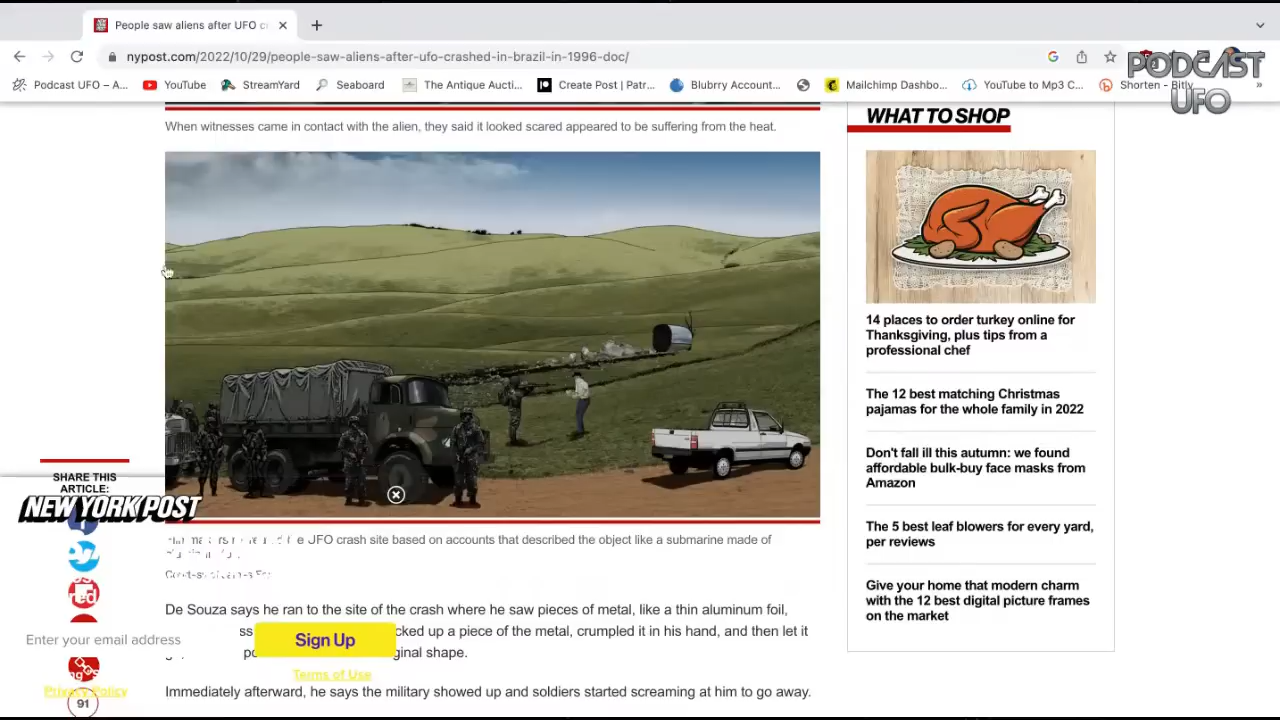 People saw aliens after UFO c
nypost.com/2022/10/29/people-saw-aliens-after-ufo-crashed-in-brazil-in-1996-doc/
Podcast UFO – A...
YouTube
StreamYard
Seaboard
The Antique Aucti...
Create Post | Patr...
Blubrry Account...
Mailchimp Dashbo...
YouTube to Mp3 C...
Shorten - Bitly
»
PODCAST
UFO
When witnesses came in contact with the alien, they said it looked scared appeared to be suffering from the heat.
UFO crash site based on accounts that described the object like a submarine made of
De Souza says he ran to the site of the crash where he saw pieces of metal, like a thin aluminum foil,
up a piece of the metal, crumpled it in his hand, and then let it
shape.
Immediately afterward, he says the military showed up and soldiers started screaming at him to go away.
SHARE THIS
ARTICLE:
NEW YORK POST
Enter your email address
Sign Up
Terms of Use
Privacy Policy
91
WHAT TO SHOP
14 places to order turkey online for
Thanksgiving, plus tips from a
professional chef
The 12 best matching Christmas
pajamas for the whole family in 2022
Don't fall ill this autumn: we found
affordable bulk-buy face masks from
Amazon
The 5 best leaf blowers for every yard,
per reviews
Give your home that modern charm
with the 12 best digital picture frames
on the market